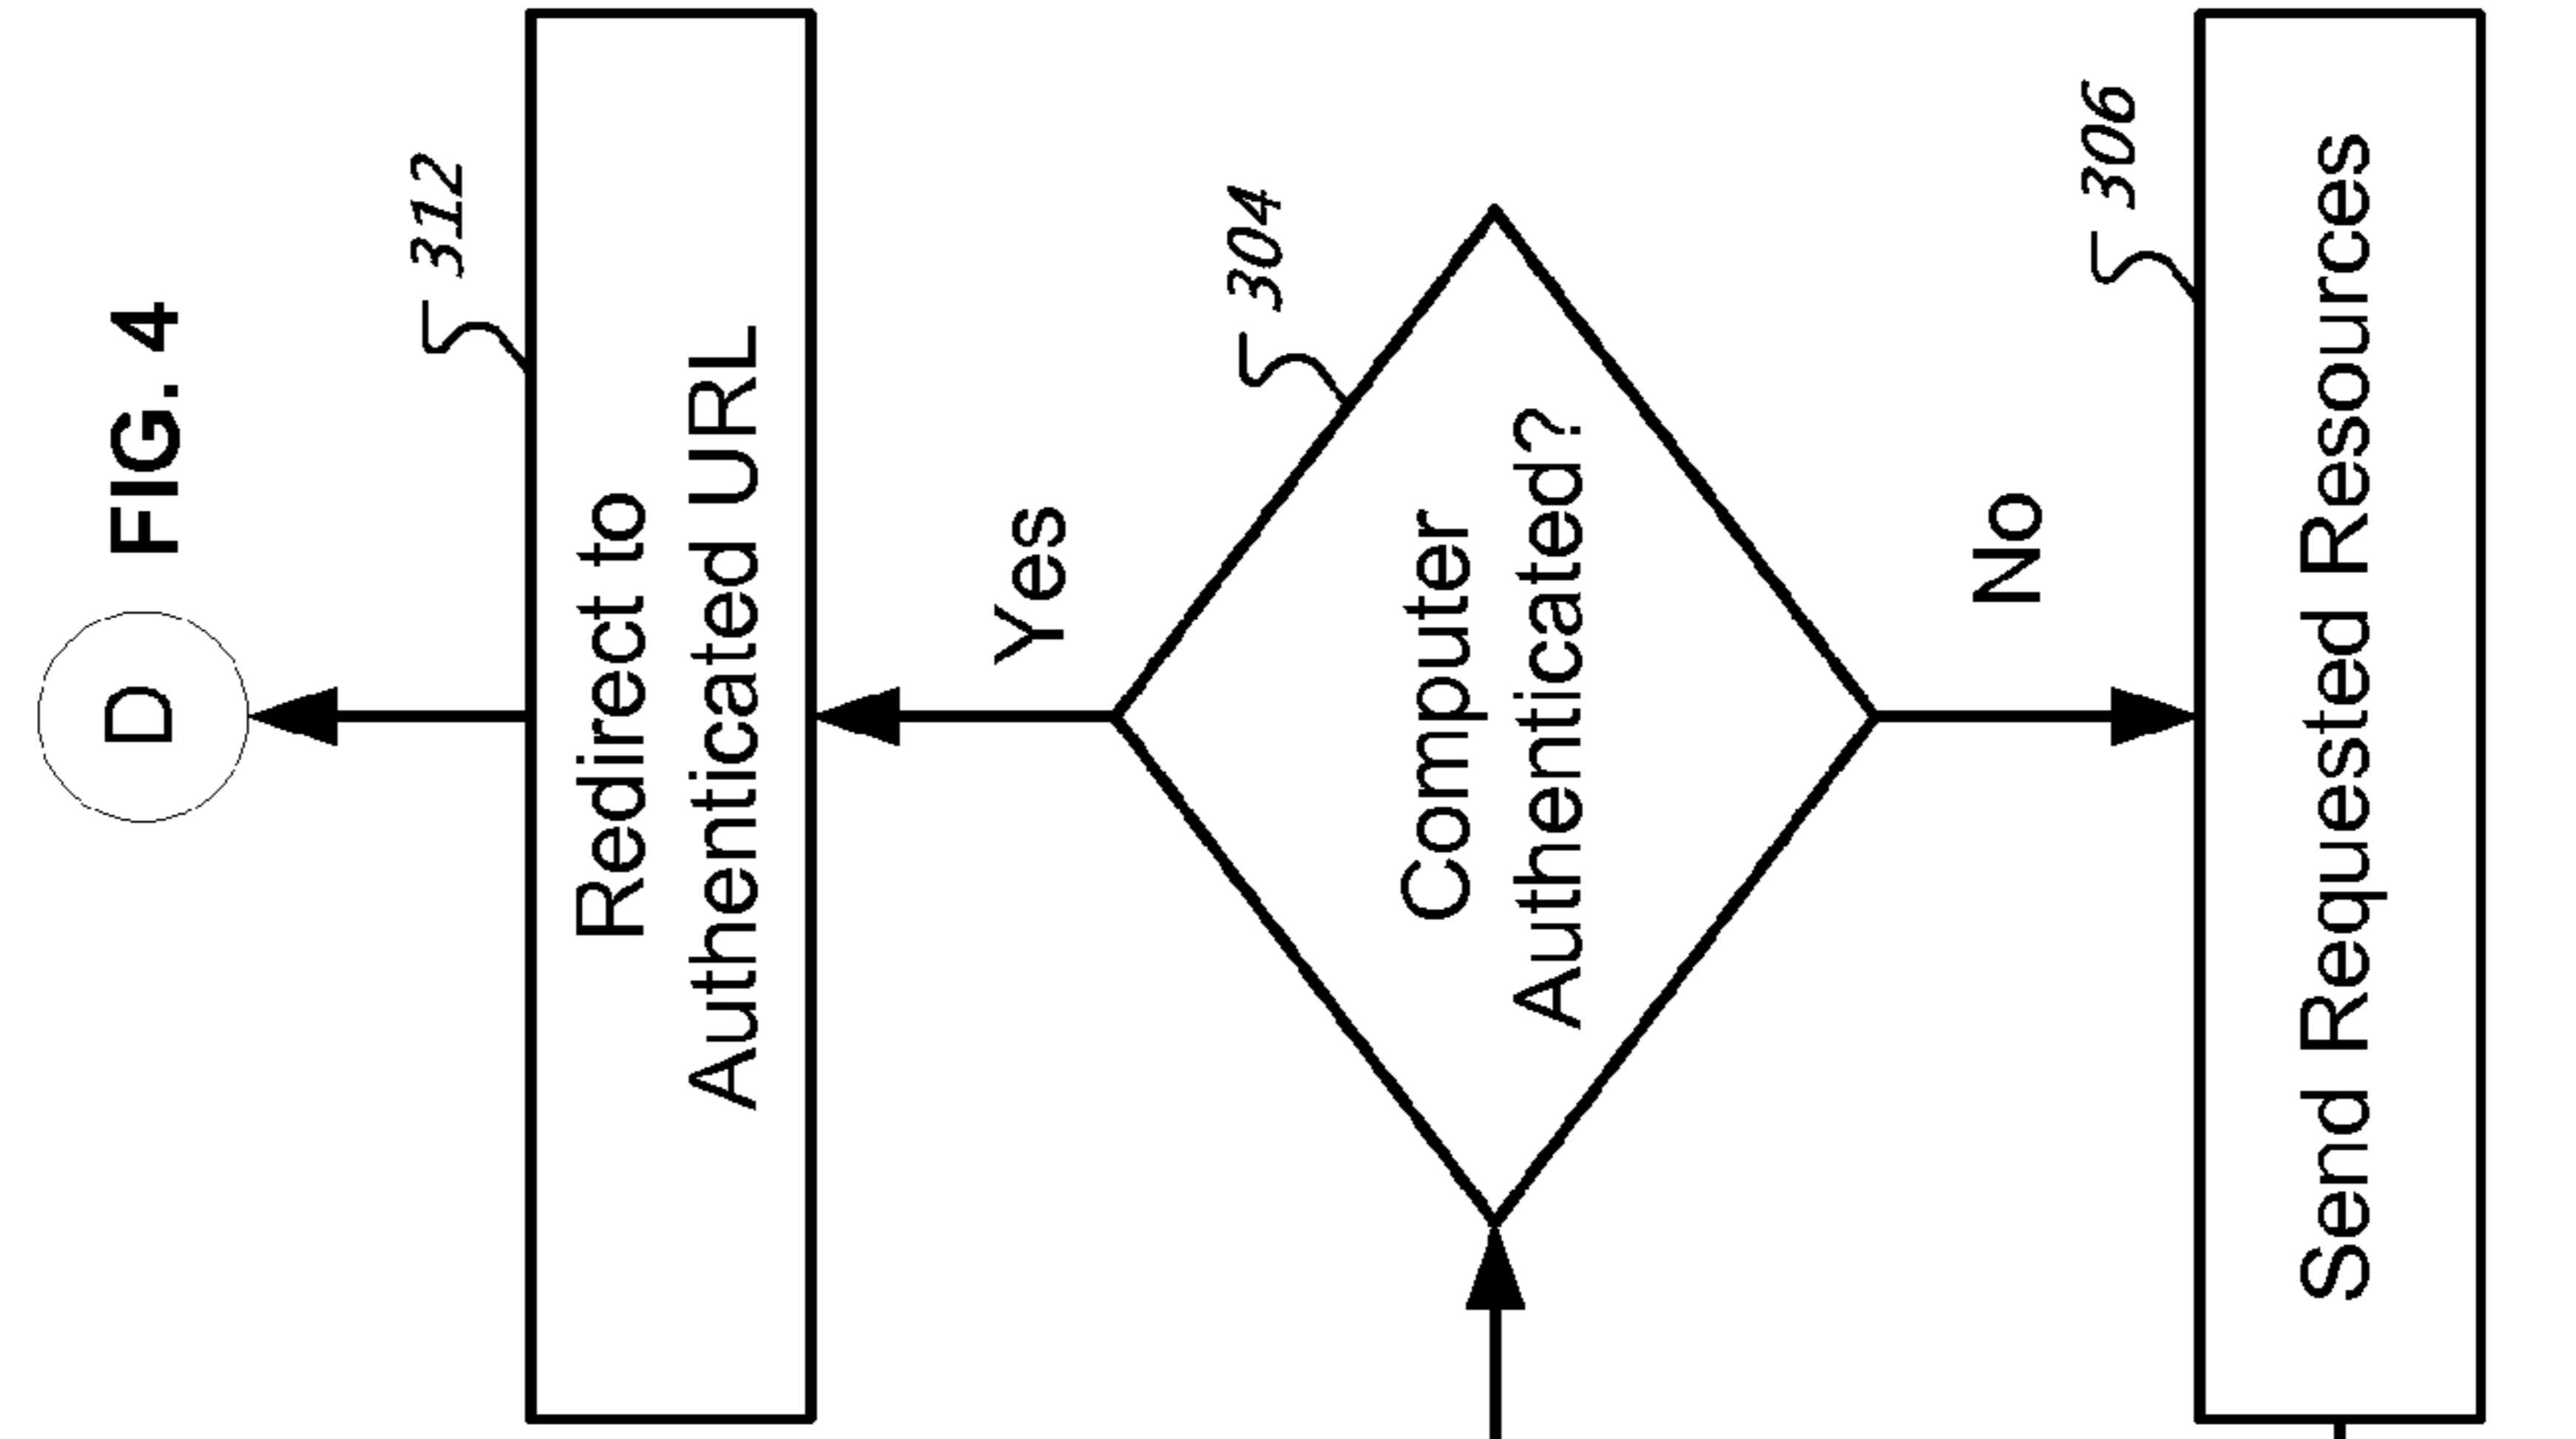 D
FIG. 4
312
Redirect to
Authenticated URL
Yes
304
Computer
Authenticated?
No
306
Send Requested Resources